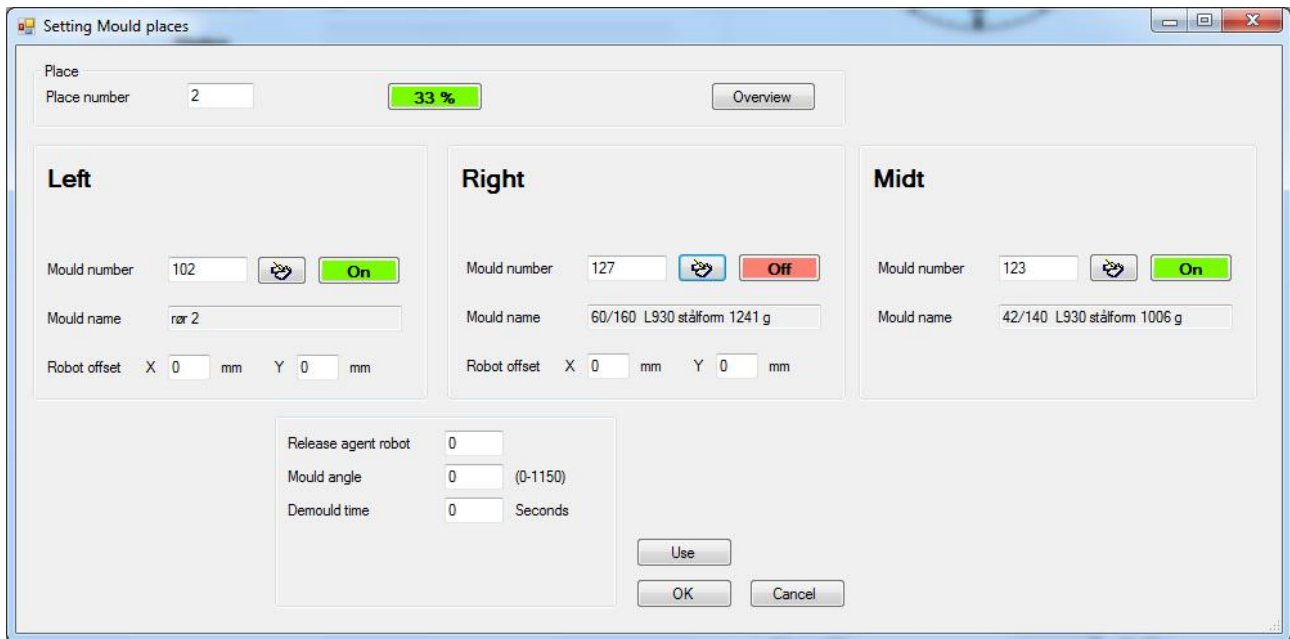 Setting Mould places
Place
Place number 2 33 % Overview
Left
Mould number 102 On
Mould name rør 2
Robot offset X 0 mm Y 0 mm
Right
Mould number 127 Off
Mould name 60/160 L930 stålform 1241 g
Robot offset X 0 mm Y 0 mm
Midt
Mould number 123 On
Mould name 42/140 L930 stålform 1006 g
Release agent robot 0
Mould angle 0 (0-1150)
Demould time 0 Seconds
Use
OK Cancel